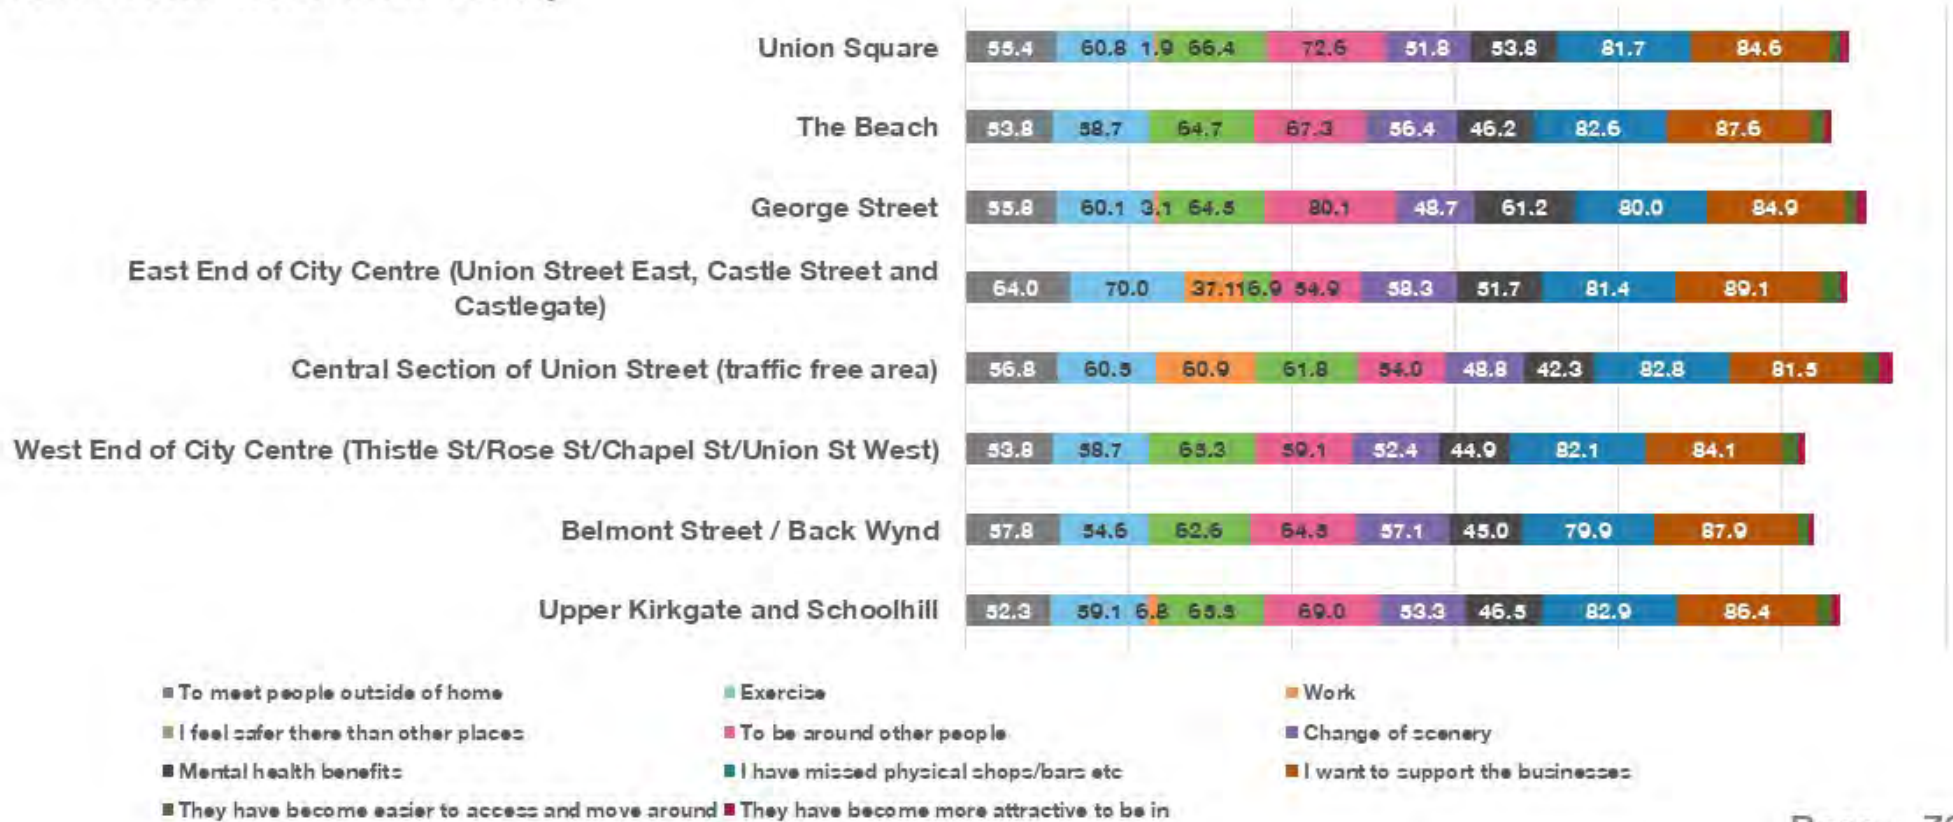 Union Square 55.4 60.8 1.9 66.4 72.6 51.8 53.8 81.7 84.6
The Beach 53.8 58.7 64.7 67.3 56.4 46.2 82.6 87.6
George Street 55.8 60.1 3.1 64.5 80.1 48.7 61.2 80.0 84.9
East End of City Centre (Union Street East, Castle Street and
Castlegate) 64.0 70.0 37.1 16.9 54.9 58.3 51.7 81.4 89.1
Central Section of Union Street (traffic free area) 56.8 60.5 60.9 61.8 54.0 48.8 42.3 82.8 81.5
West End of City Centre (Thistle St/Rose St/Chapel St/Union St West) 53.8 58.7 65.3 59.1 52.4 44.9 82.1 84.1
Belmont Street / Back Wynd 57.8 54.6 62.6 64.5 57.1 45.0 79.9 87.9
Upper Kirkgate and Schoolhill 52.3 59.1 6.8 65.5 69.0 53.3 46.5 82.9 86.4
To meet people outside of home Exercise Work
I feel safer there than other places To be around other people Change of scenery
Mental health benefits I have missed physical shops/bars etc I want to support the businesses
They have become easier to access and move around They have become more attractive to be in